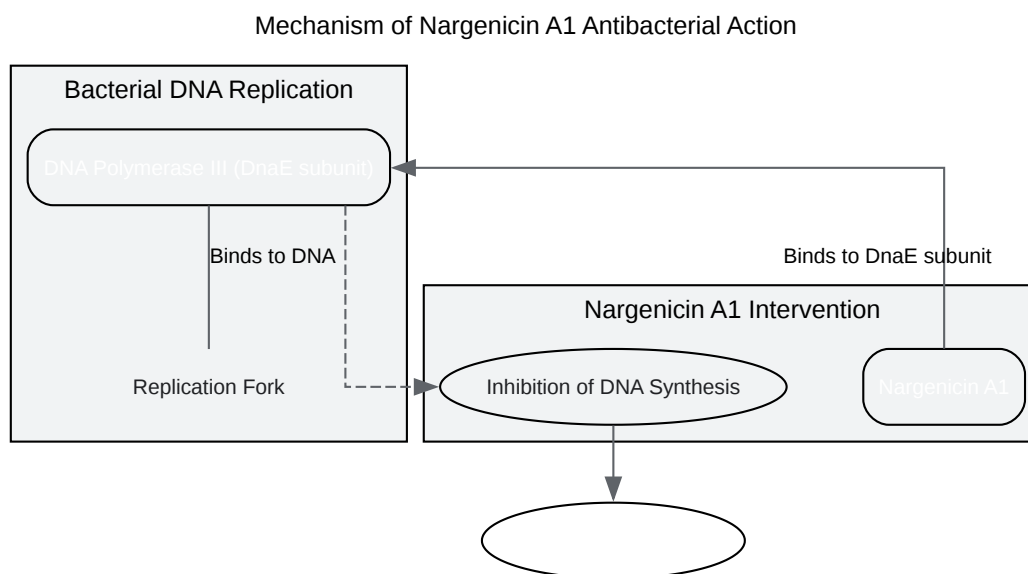 Mechanism of Nargenicin A1 Antibacterial Action
Bacterial DNA Replication
DNA Polymerase III (DnaE subunit)
Binds to DNA
Binds to DnaE subunit
Nargenicin A1 Intervention
Replication Fork
Inhibition of DNA Synthesis
Nargenicin A1